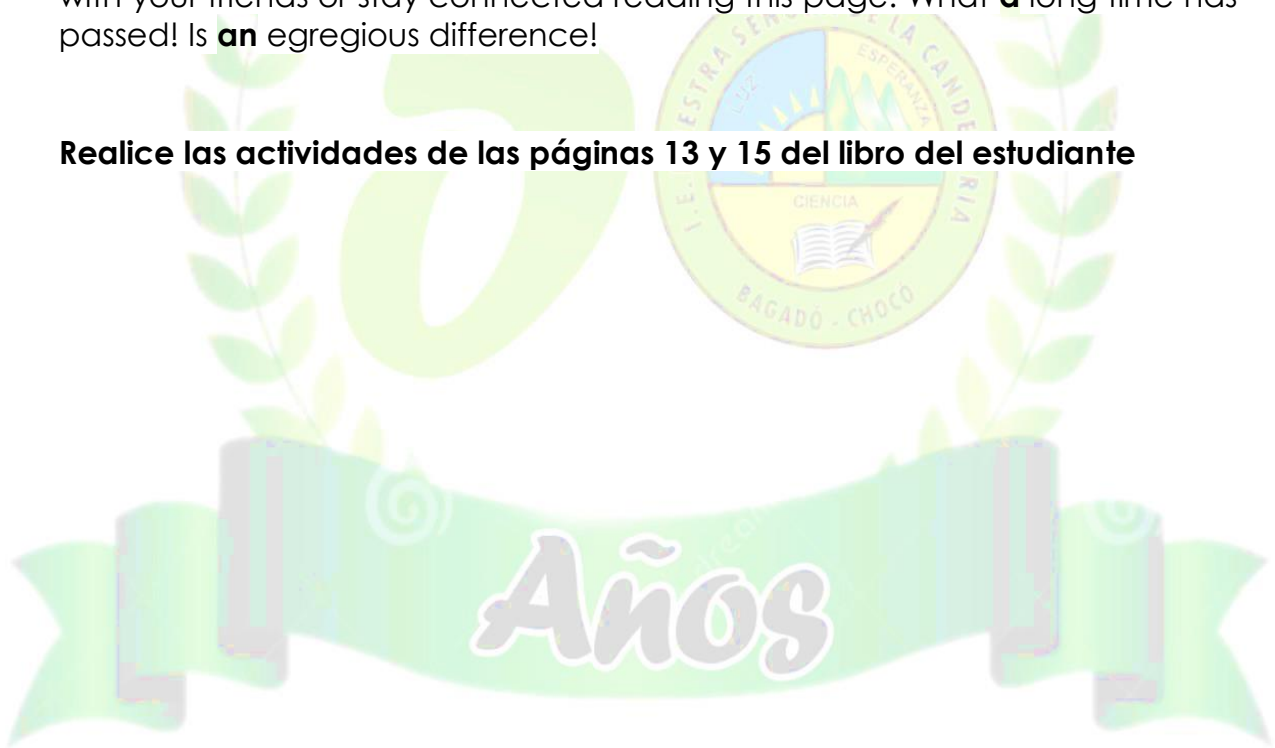 with your friends or stay connected reading this page. What a long time has
passed! Is an egregious difference!
Realice las actividades de las páginas 13 y 15 del libro del estudiante
LUZ
ESPERANZA
CIENCIA
BAGADÓ - CHOCÓ
Años